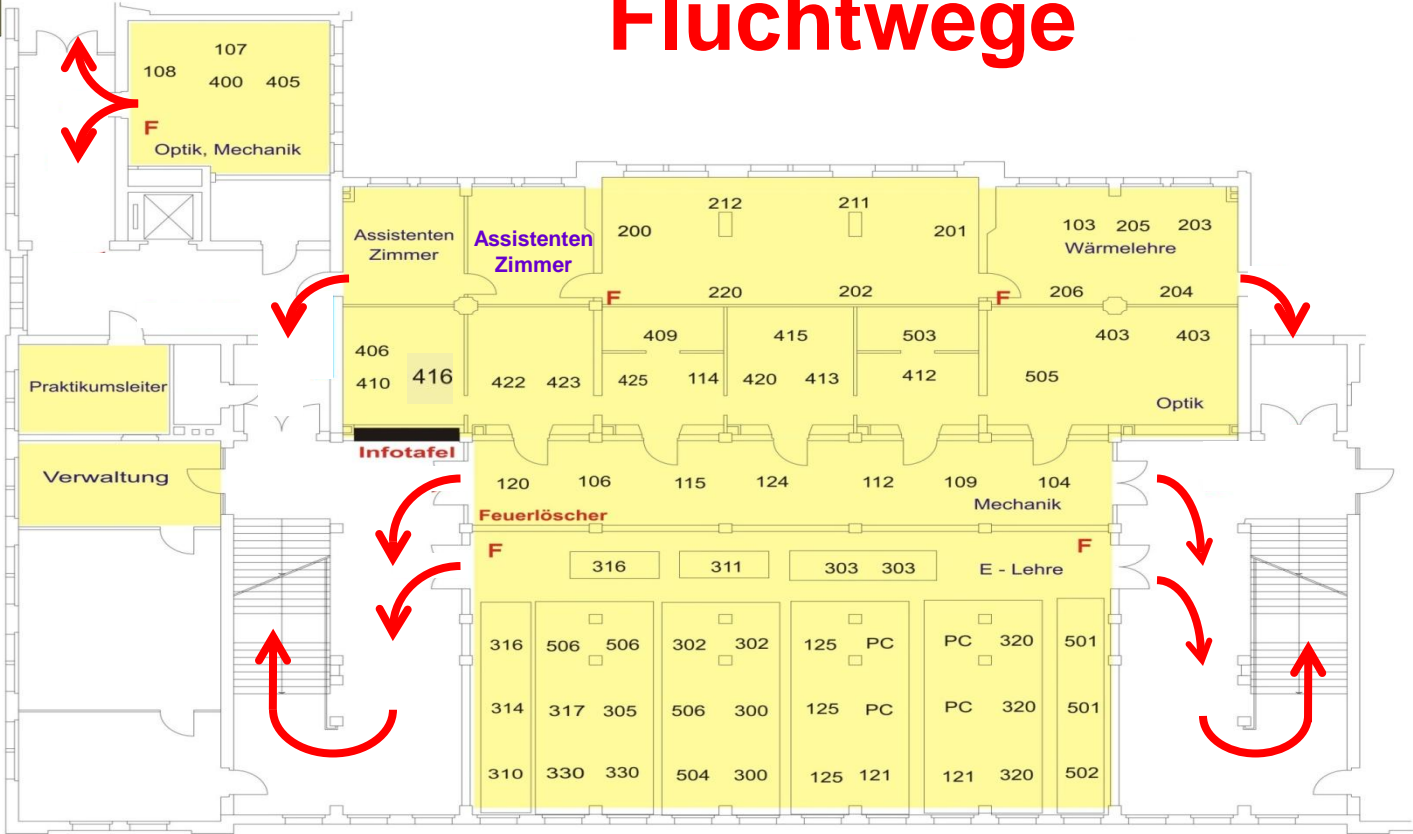 Fluchtwege
107
108 400 405
F
Optik, Mechanik
212 211
200 201
103 205 203
Wärmelehre
Assistenten
Zimmer
Assistenten
Zimmer
F 220 202
F 206 204
409 415 503
403 403
406
410 416
422 423 425 114 420 413 412 505
Optik
Praktikumsleiter
Infotafel
Verwaltung
120 106 115 124 112 109 104
Mechanik
Feuerlöscher
F F
316 311 303 303 E - Lehre
316 506 506 302 302 125 PC PC 320 501
314 317 305 506 300 125 PC PC 320 501
310 330 330 504 300 125 121 121 320 502